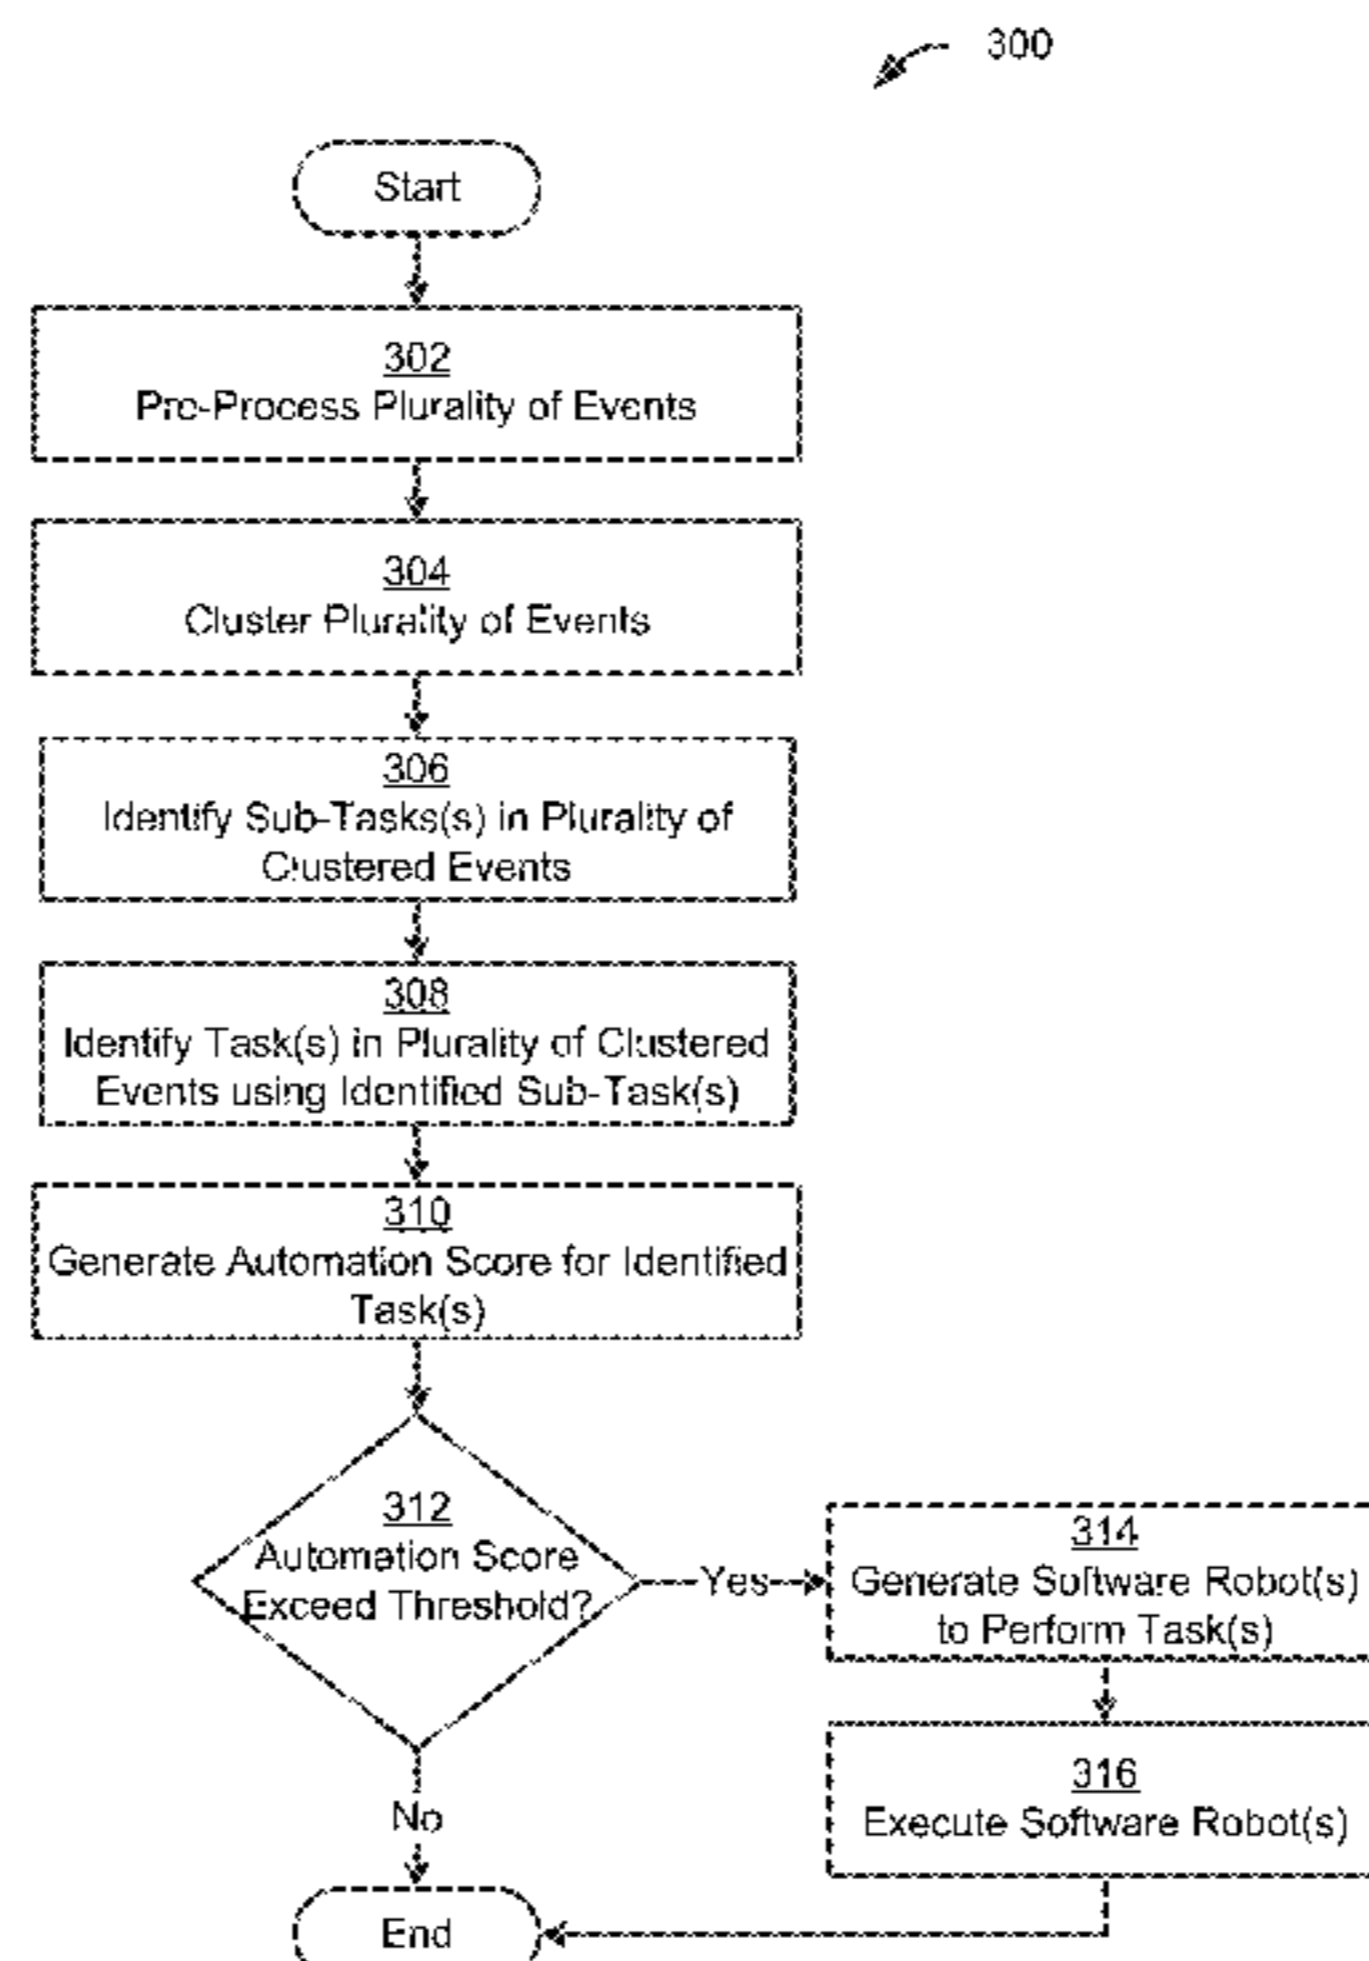 300
Start
302
Pre-Process Plurality of Events
304
Cluster Plurality of Events
306
Identify Sub-Tasks(s) in Plurality of
Clustered Events
308
Identify Task(s) in Plurality of Clustered
Events using Identified Sub-Task(s)
310
Generate Automation Score for Identified
Task(s)
312
Automation Score
Exceed Threshold?
Yes
314
Generate Software Robot(s)
to Perform Task(s)
316
Execute Software Robot(s)
No
End